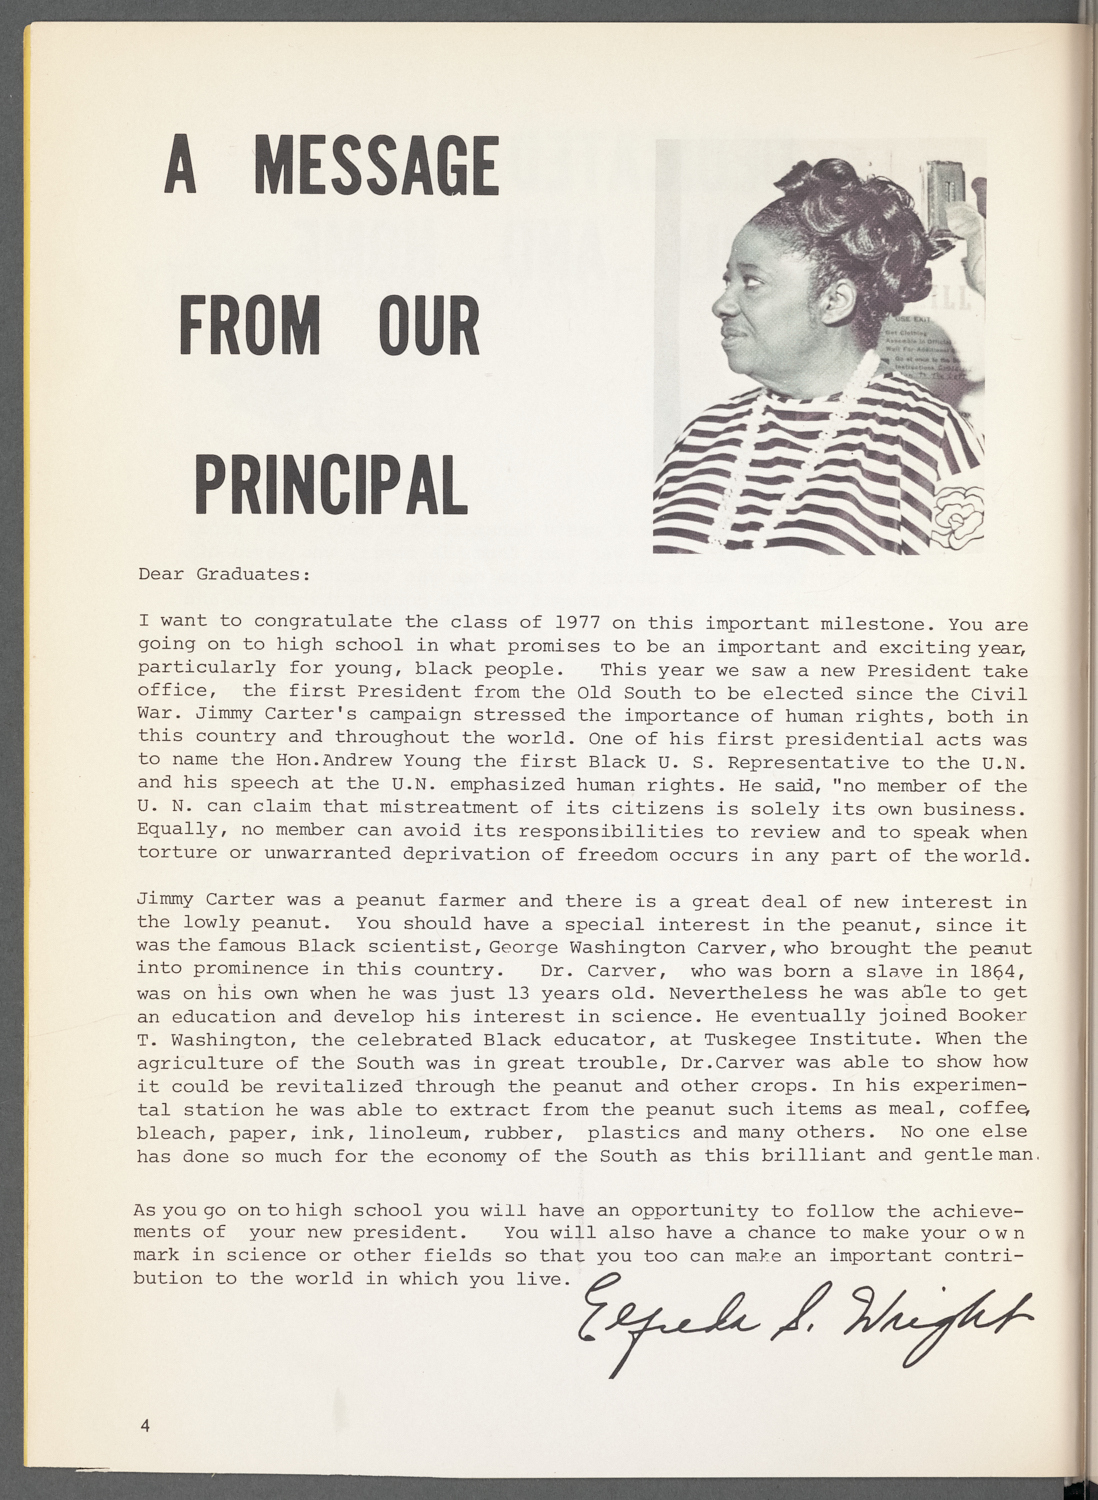 A MESSAGE
FROM OUR
PRINCIPAL
ILL
USE EXIT
Get Clothing
Dear Graduates:
I want to congratulate the class of 1977 on this important milestone. You are
going on to high school in what promises to be an important and exciting year,
particularly for young, black people. This year we saw a new President take
office, the first President from the Old South to be elected since the Civil
War. Jimmy Carter's campaign stressed the importance of human rights, both in
this country and throughout the world. One of his first presidential acts was
to name the Hon.Andrew Young the first Black U. S. Representative to the U.N.
and his speech at the U.N. emphasized human rights. He said, "no member of the
U. N. can claim that mistreatment of its citizens is solely its own business.
Equally, no member can avoid its responsibilities to review and to speak when
torture or unwarranted deprivation of freedom occurs in any part of the world.
Jimmy Carter was a peanut farmer and there is a great deal of new interest in
the lowly peanut. You should have a special interest in the peanut, since it
was the famous Black scientist, George Washington Carver, who brought the peanut
into prominence in this country. Dr. Carver, who was born a slave in 1864,
was on his own when he was just 13 years old. Nevertheless he was able to get
an education and develop his interest in science. He eventually joined Booker
T. Washington, the celebrated Black educator, at Tuskegee Institute. When the
agriculture of the South was in great trouble, Dr.Carver was able to show how
it could be revitalized through the peanut and other crops. In his experimen-
tal station he was able to extract from the peanut such items as meal, coffee,
bleach, paper, ink, linoleum, rubber, plastics and many others. No one else
has done so much for the economy of the South as this brilliant and gentle man.
As you go on to high school you will have an opportunity to follow the achieve-
ments of your new president. You will also have a chance to make your own
mark in science or other fields so that you too can make an important contri-
bution to the world in which you live.
Elfreda S. Wright
4